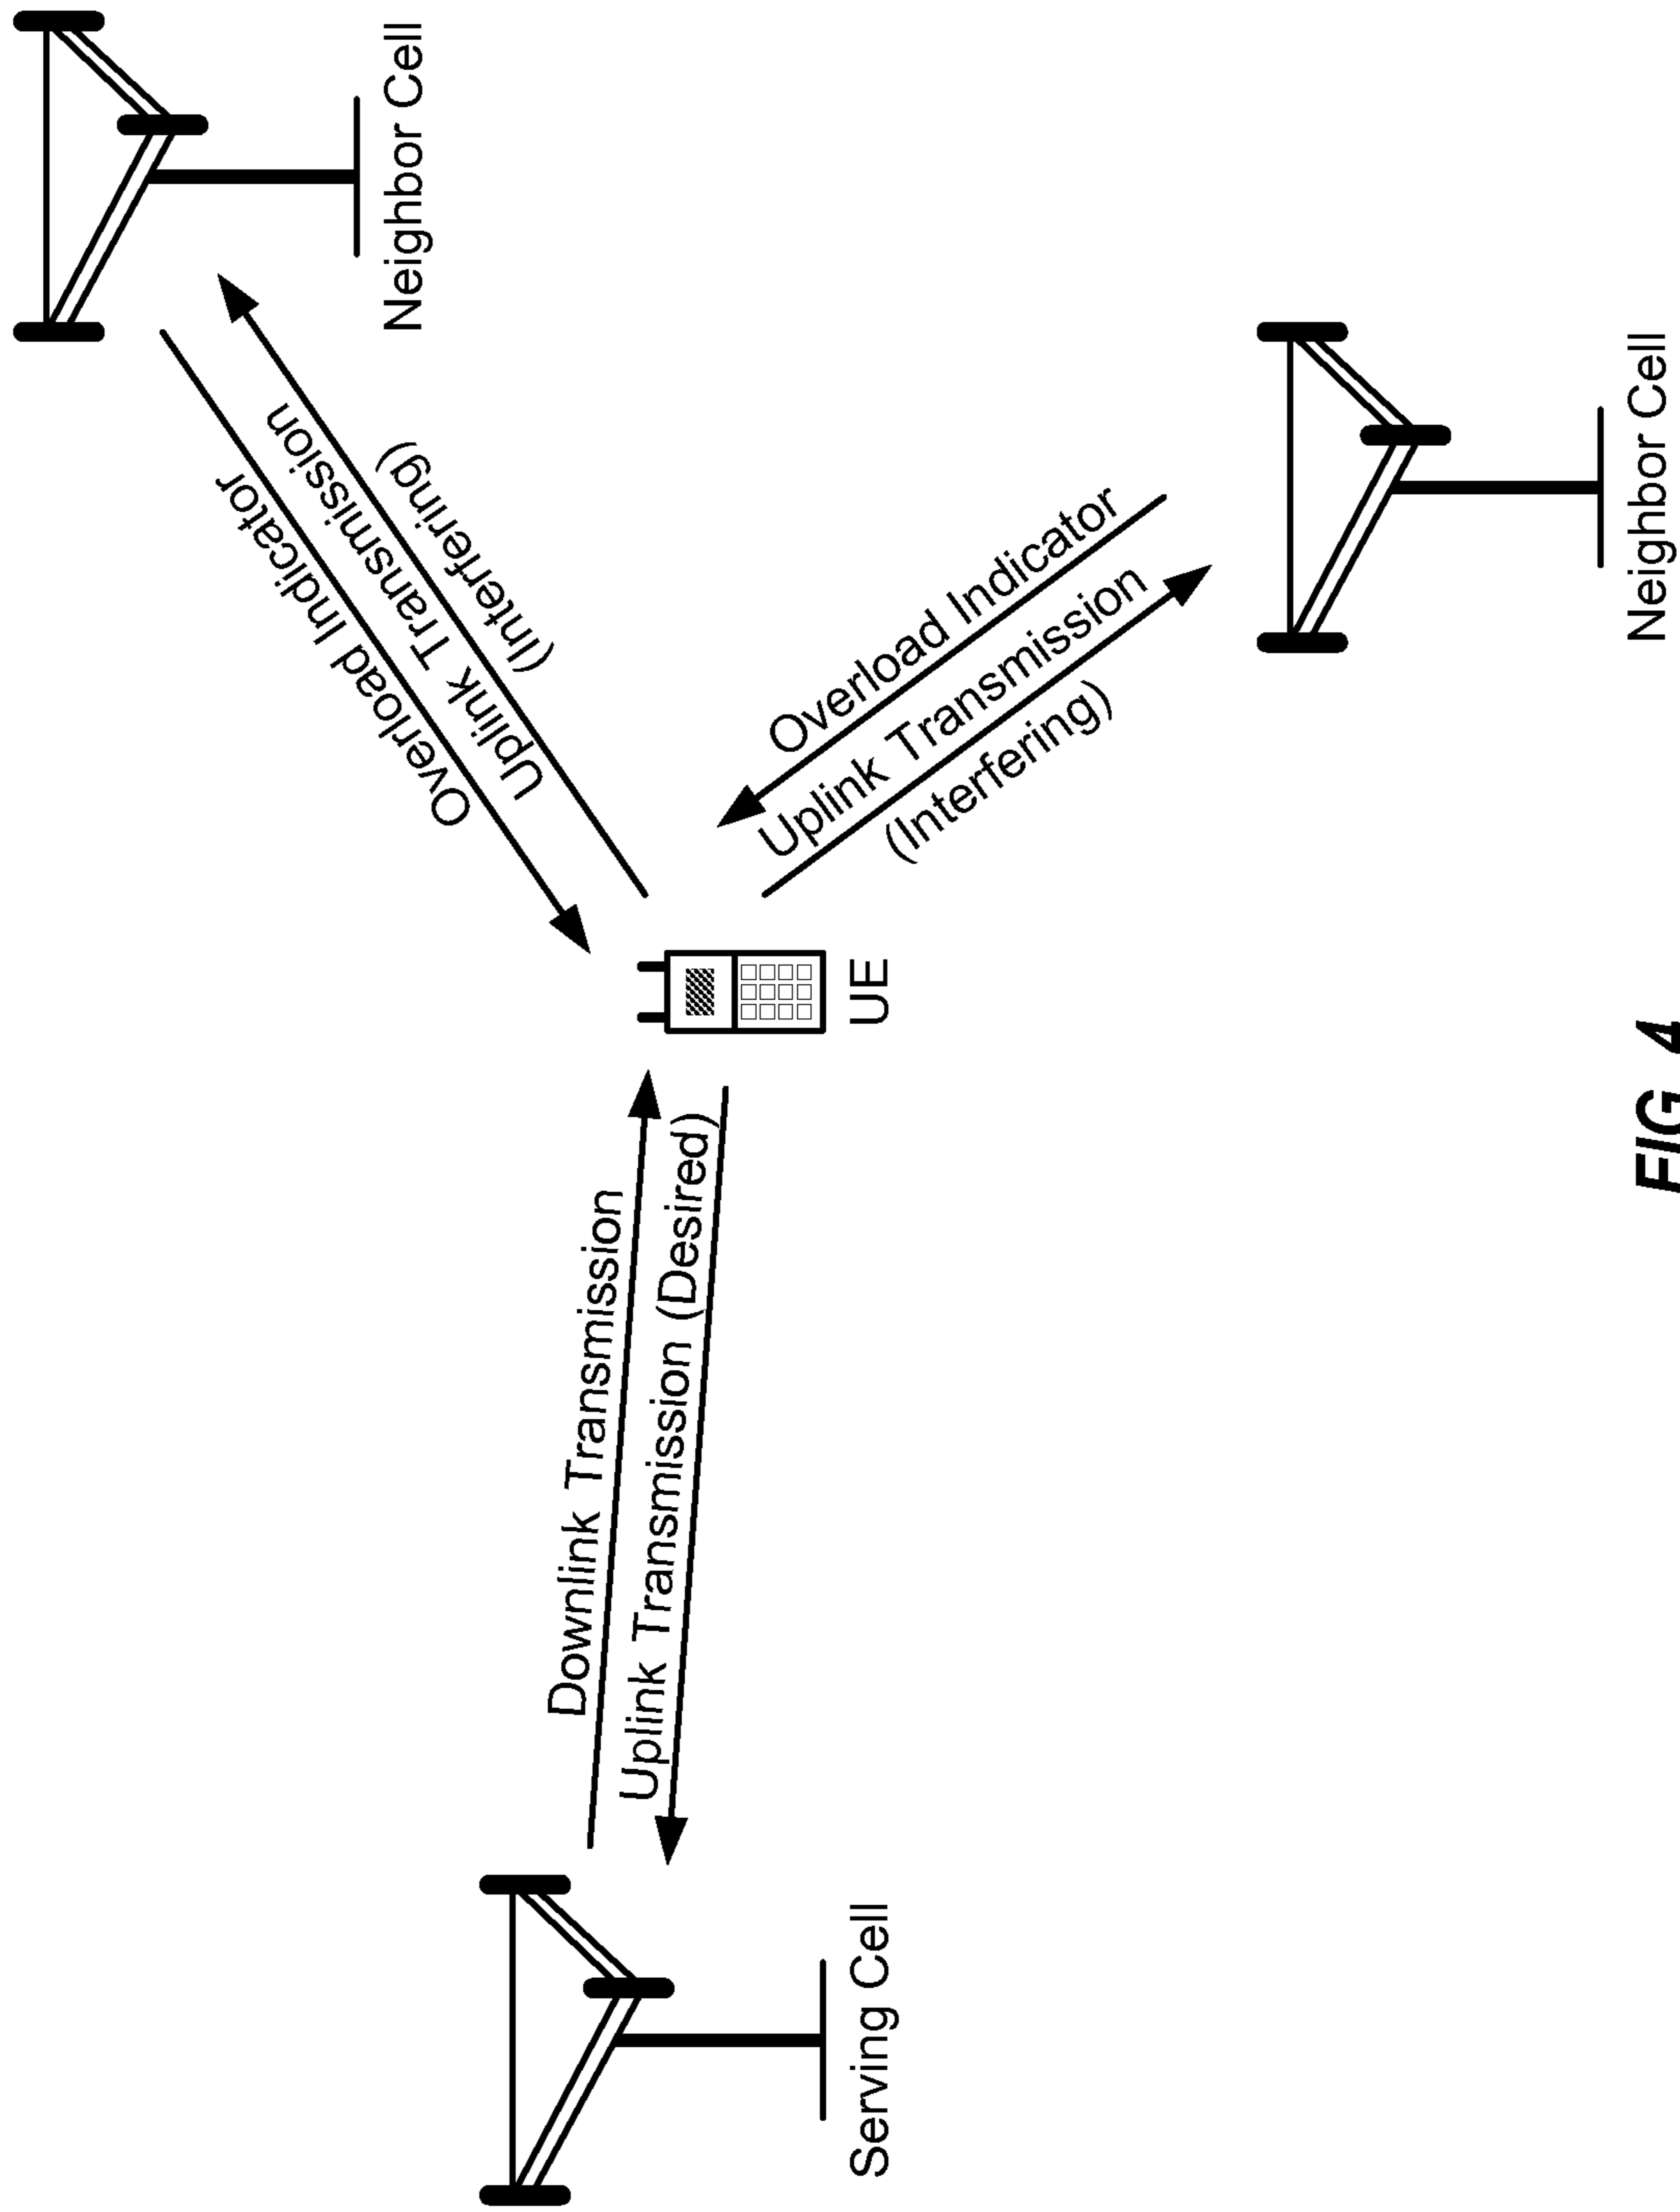 Neighbor Cell
Overload Indicator
Uplink Transmission
(Interfering)
Downlink Transmission
Uplink Transmission (Desired)
Serving Cell
UE
Overload Indicator
Uplink Transmission
(Interfering)
Neighbor Cell
FIG. 4